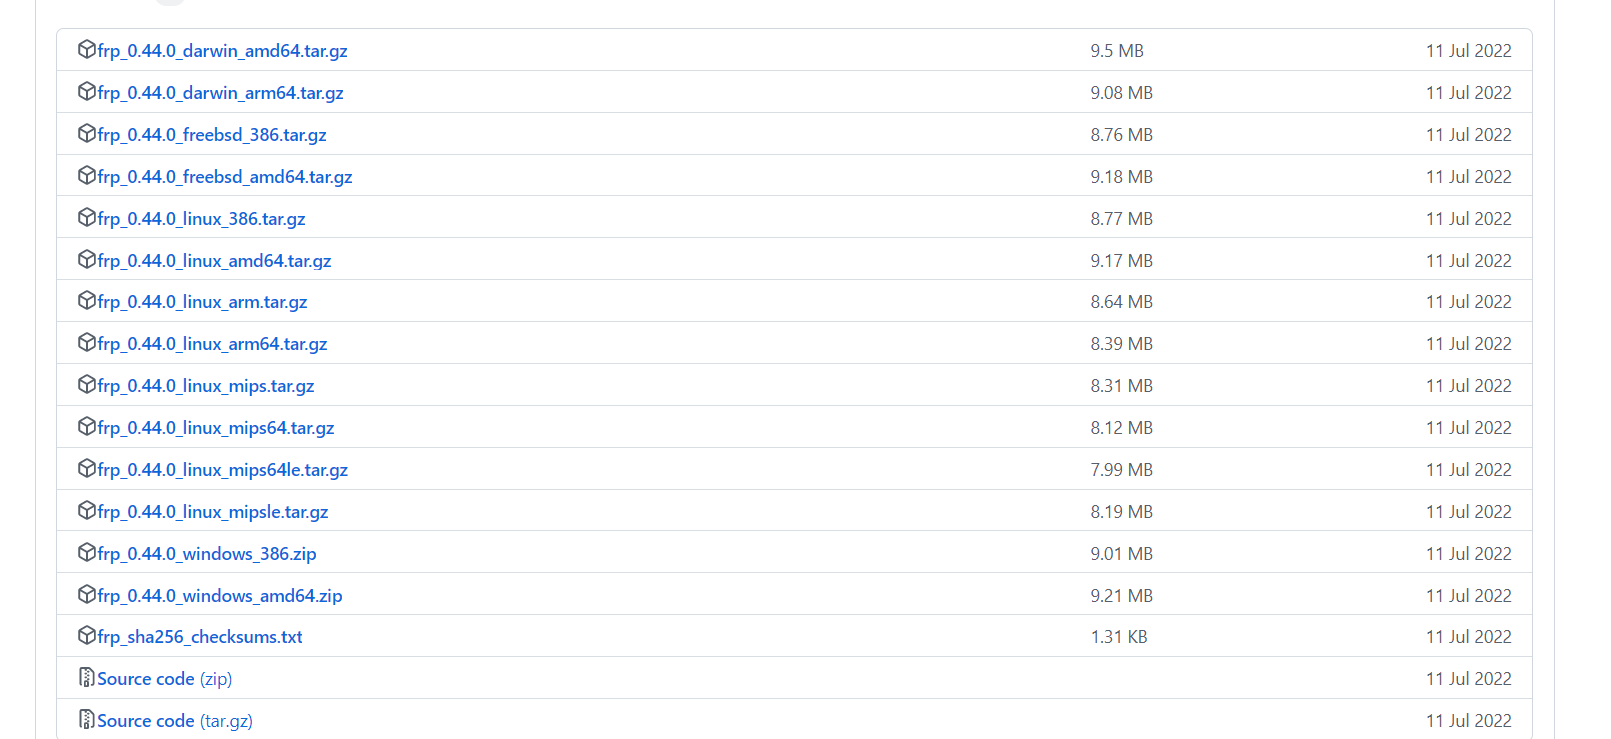 frp_0.44.0_darwin_amd64.tar.gz 9.5 MB 11 Jul 2022
frp_0.44.0_darwin_arm64.tar.gz 9.08 MB 11 Jul 2022
frp_0.44.0_freebsd_386.tar.gz 8.76 MB 11 Jul 2022
frp_0.44.0_freebsd_amd64.tar.gz 9.18 MB 11 Jul 2022
frp_0.44.0_linux_386.tar.gz 8.77 MB 11 Jul 2022
frp_0.44.0_linux_amd64.tar.gz 9.17 MB 11 Jul 2022
frp_0.44.0_linux_arm.tar.gz 8.64 MB 11 Jul 2022
frp_0.44.0_linux_arm64.tar.gz 8.39 MB 11 Jul 2022
frp_0.44.0_linux_mips.tar.gz 8.31 MB 11 Jul 2022
frp_0.44.0_linux_mips64.tar.gz 8.12 MB 11 Jul 2022
frp_0.44.0_linux_mips64le.tar.gz 7.99 MB 11 Jul 2022
frp_0.44.0_linux_mipsle.tar.gz 8.19 MB 11 Jul 2022
frp_0.44.0_windows_386.zip 9.01 MB 11 Jul 2022
frp_0.44.0_windows_amd64.zip 9.21 MB 11 Jul 2022
frp_sha256_checksums.txt 1.31 KB 11 Jul 2022
Source code (zip) 11 Jul 2022
Source code (tar.gz) 11 Jul 2022